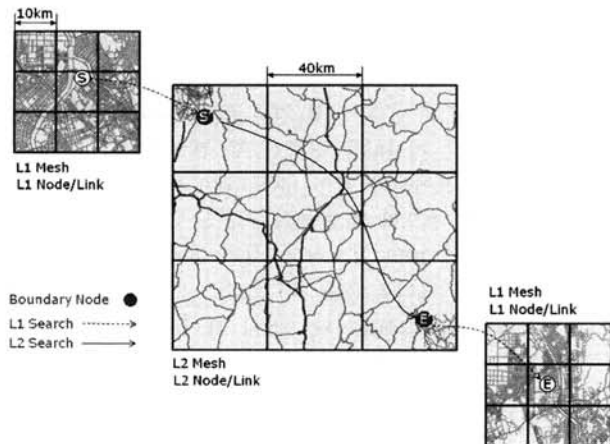 10km
S
L1 Mesh
L1 Node/Link
40km
S
E
L2 Mesh
L2 Node/Link
Boundary Node
L1 Search
L2 Search
L1 Mesh
L1 Node/Link
E